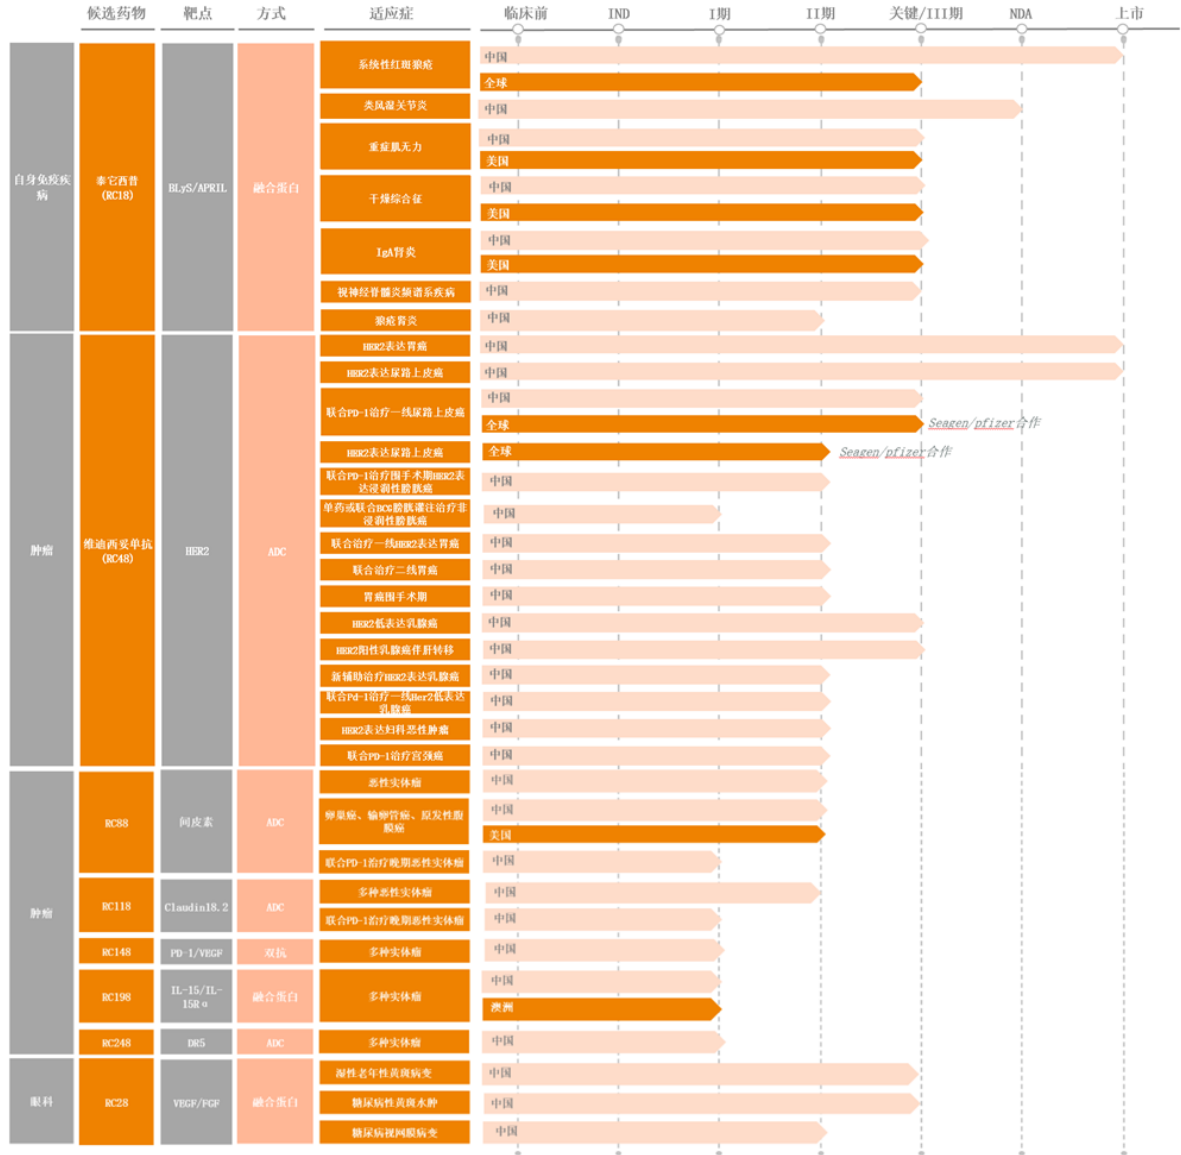 候选药物 靶点 方式 适应症 临床前 IND I期 II期 关键/III期 NDA 上市
自身免疫疾
病
泰它西普
(RC18)
BLyS/APRIL
融合蛋白
系统性红斑狼疮
中国
全球
类风湿关节炎
中国
重症肌无力
中国
美国
干燥综合征
中国
美国
IgA肾炎
中国
美国
视神经脊髓炎频谱系疾病
中国
狼疮肾炎
中国
肿瘤
维迪西妥单抗
(RC48)
HER2
ADC
HER2表达胃癌
中国
HER2表达尿路上皮癌
中国
联合PD-1治疗一线尿路上皮癌
中国
全球
Seagen/pfizer合作
HER2表达尿路上皮癌
全球
Seagen/pfizer合作
联合PD-1治疗围手术期HER2表
达浸润性膀胱癌
中国
单药或联合BCG膀胱灌注治疗非
浸润性膀胱癌
中国
联合治疗一线HER2表达胃癌
中国
联合治疗二线胃癌
中国
胃癌围手术期
中国
HER2低表达乳腺癌
中国
HER2阳性乳腺癌伴肝转移
中国
新辅助治疗HER2表达乳腺癌
中国
联合Pd-1治疗一线Her2低表达
乳腺癌
中国
HER2表达妇科恶性肿瘤
中国
联合PD-1治疗宫颈癌
中国
肿瘤
RC88
间皮素
ADC
恶性实体瘤
中国
卵巢癌、输卵管癌、原发性腹
膜癌
中国
美国
联合PD-1治疗晚期恶性实体瘤
中国
RC118
Claudin18.2
ADC
多种恶性实体瘤
中国
联合PD-1治疗晚期恶性实体瘤
中国
RC148
PD-1/VEGF
双抗
多种实体瘤
中国
RC198
IL-15/IL-
15Rα
融合蛋白
多种实体瘤
中国
澳洲
RC248
DR5
ADC
多种实体瘤
中国
眼科
RC28
VEGF/FGF
融合蛋白
湿性老年性黄斑病变
中国
糖尿病性黄斑水肿
中国
糖尿病视网膜病变
中国